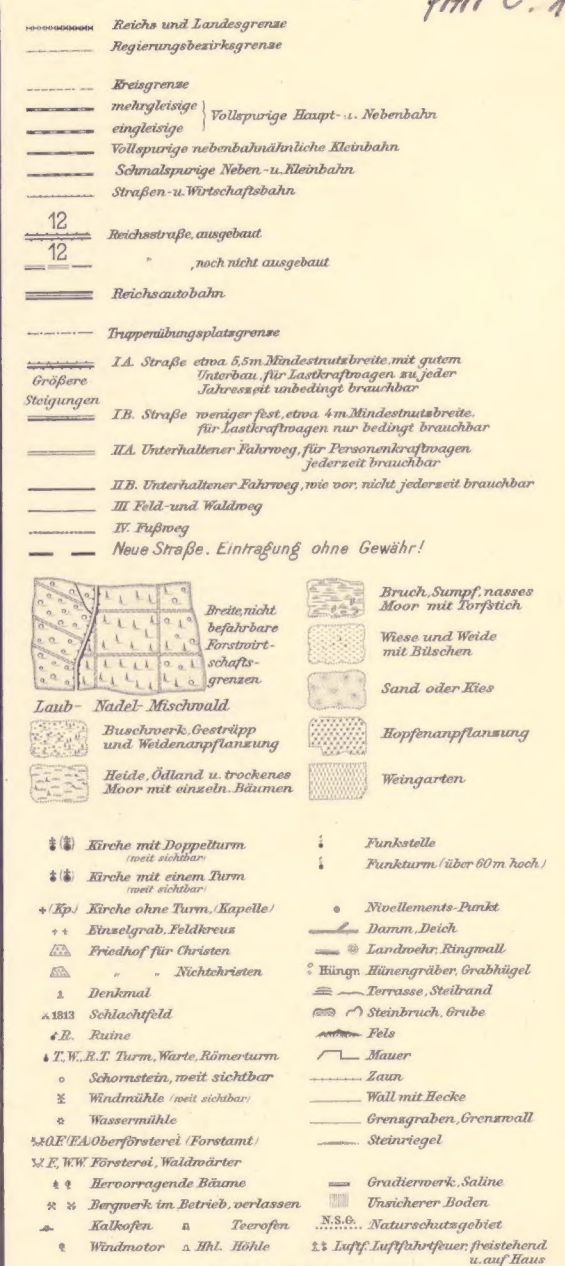 Reichs und Landesgrenze
Regierungsbezirksgrenze
Kreisgrenze
mehrgleisige
eingleisige
Vollspurige Haupt- u. Nebenbahn
Vollspurige nebenbahnähnliche Kleinbahn
Schmalspurige Neben- u. Kleinbahn
Straßen- u. Wirtschaftsbahn
12
Reichsstraße, ausgebaut
12
" , noch nicht ausgebaut
Reichsautobahn
Truppenübungsplatzgrenze
Größere
Steigungen
I A. Straße etwa 5,5m Mindestnutzbreite, mit gutem
Unterbau, für Lastkraftwagen zu jeder
Jahreszeit unbedingt brauchbar
I B. Straße weniger fest, etwa 4m Mindestnutzbreite,
für Lastkraftwagen nur bedingt brauchbar
II A. Unterhaltener Fahrweg, für Personenkraftwagen
jederzeit brauchbar
II B. Unterhaltener Fahrweg, wie vor, nicht jederzeit brauchbar
III Feld- und Waldweg
IV. Fußweg
Neue Straße. Eintragung ohne Gewähr!
Breite, nicht
befahrbare
Forstwirt-
schafts-
grenzen
Laub- Nadel- Mischwald
Buschwerk, Gestrüpp
und Weidenanpflanzung
Heide, Ödland u. trockenes
Moor mit einzeln. Bäumen
Bruch, Sumpf, nasses
Moor mit Torfstich
Wiese und Weide
mit Büschen
Sand oder Kies
Hopfenanpflanzung
Weingarten
Kirche mit Doppelturm
(weit sichtbar)
Kirche mit einem Turm
(weit sichtbar)
(Kp.) Kirche ohne Turm, (Kapelle)
Einzelgrab, Feldkreuz
Friedhof für Christen
" " Nichtchristen
Denkmal
1813 Schlachtfeld
R. Ruine
T., W., R.T. Turm, Warte, Römerturm
Schornstein, weit sichtbar
Windmühle (weit sichtbar)
Wassermühle
O.F. (F.A.) Oberförsterei (Forstamt)
F., W.W. Försterei, Waldwärter
Hervorragende Bäume
Bergwerk im Betrieb, verlassen
Kalkofen Teerofen
Windmotor Hhl. Höhle
Funkstelle
Funkturm (über 60m hoch)
Nivellements-Punkt
Damm, Deich
Landwehr, Ringwall
Hüngr. Hünengräber, Grabhügel
Terrasse, Steilrand
Steinbruch, Grube
Fels
Mauer
Zaun
Wall mit Hecke
Grenzgraben, Grenzwall
Steinriegel
Gradierwerk, Saline
Unsicherer Boden
N.S.G. Naturschutzgebiet
Luftf. Luftfahrtfeuer, freistehend
u. auf Haus